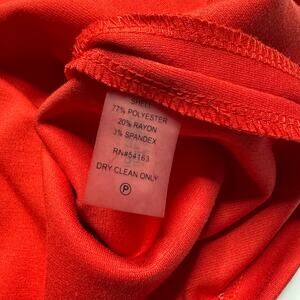 SHELL
77% POLYESTER
20% RAYON
3% SPANDEX
RN#54163
DRY CLEAN ONLY
P